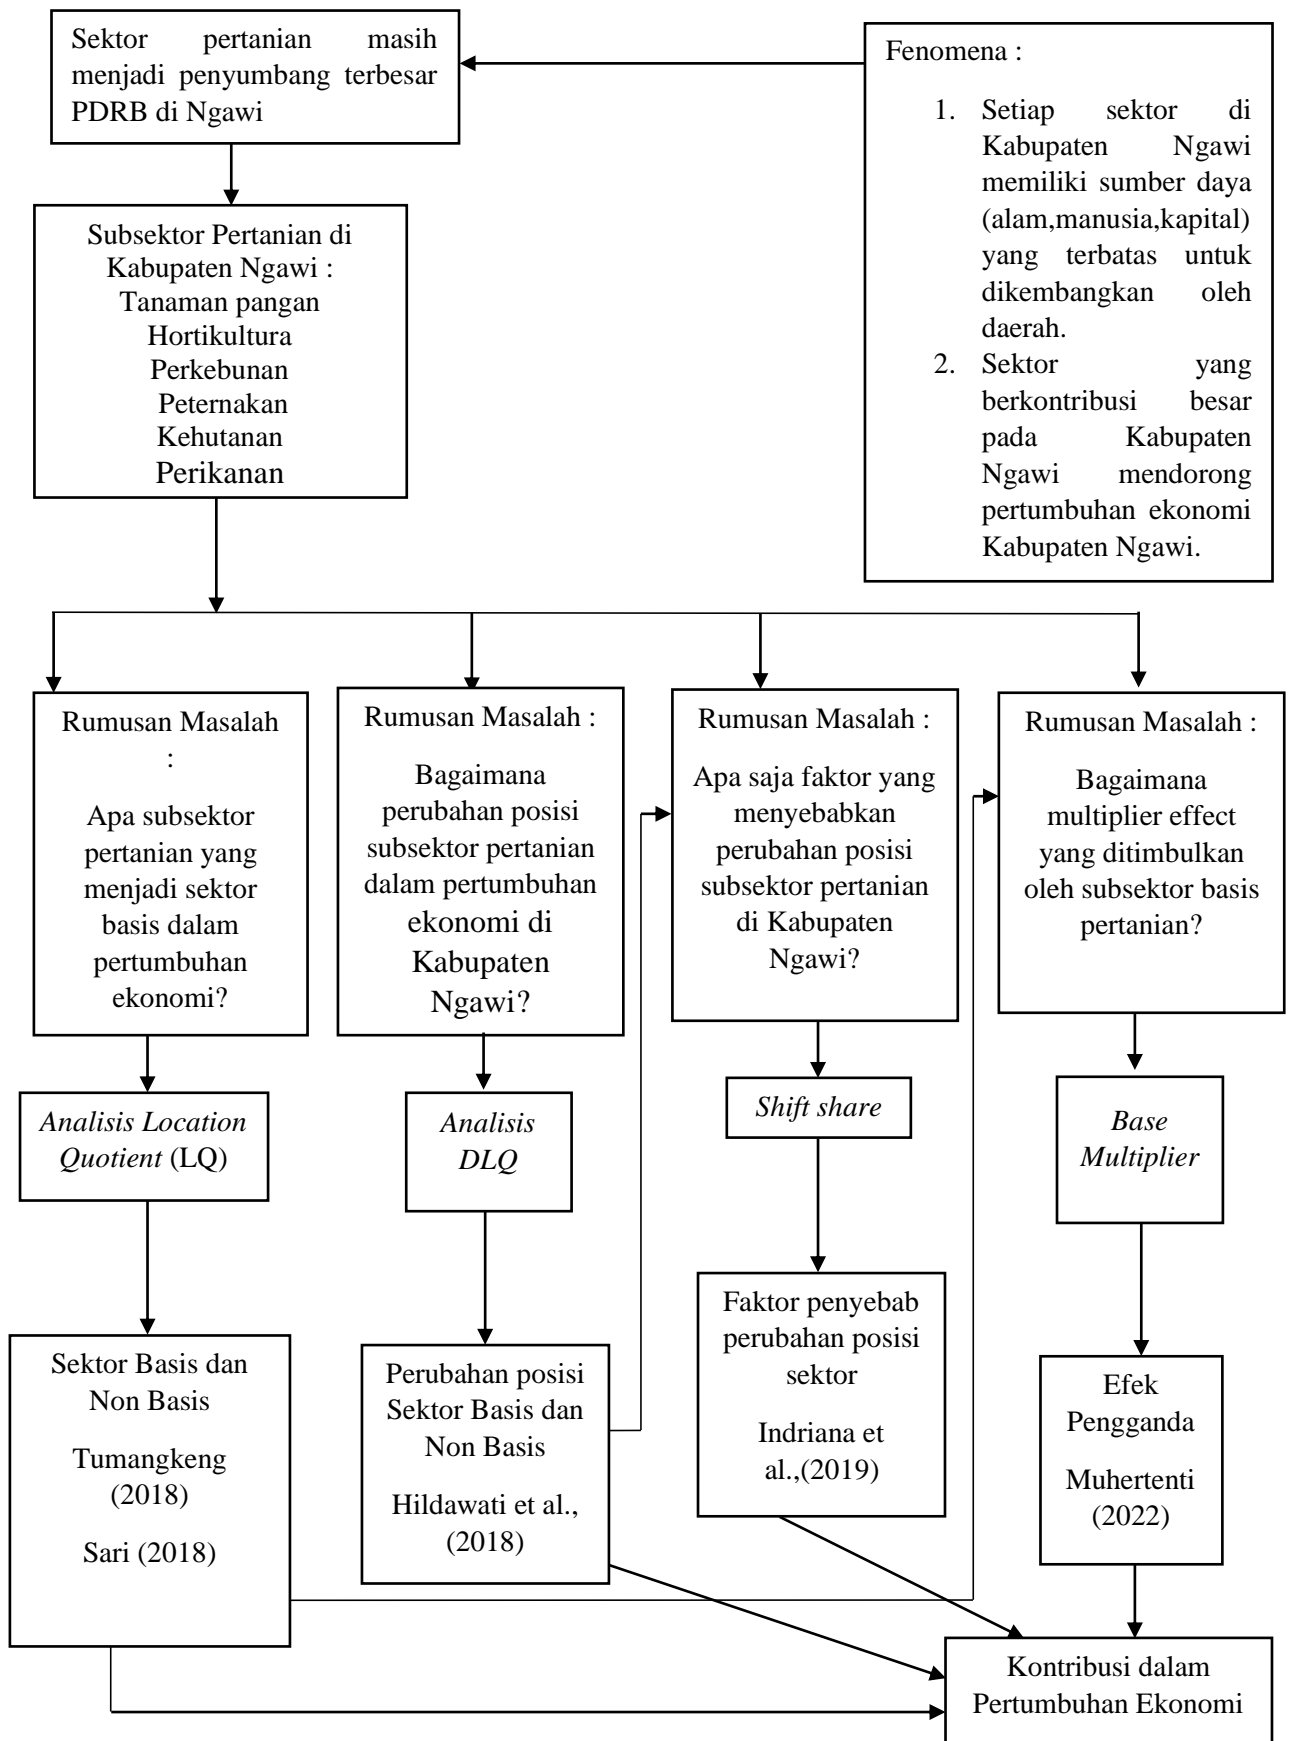 Sektor pertanian masih
menjadi penyumbang terbesar
PDRB di Ngawi
Fenomena :
1. Setiap sektor di
Kabupaten Ngawi
memiliki sumber daya
(alam,manusia,kapital)
yang terbatas untuk
dikembangkan oleh
daerah.
2. Sektor yang
berkontribusi besar
pada Kabupaten
Ngawi mendorong
pertumbuhan ekonomi
Kabupaten Ngawi.
Subsektor Pertanian di
Kabupaten Ngawi :
Tanaman pangan
Hortikultura
Perkebunan
Peternakan
Kehutanan
Perikanan
Rumusan Masalah
:
Apa subsektor
pertanian yang
menjadi sektor
basis dalam
pertumbuhan
ekonomi?
Rumusan Masalah :
Bagaimana
perubahan posisi
subsektor pertanian
dalam pertumbuhan
ekonomi di
Kabupaten
Ngawi?
Rumusan Masalah :
Apa saja faktor yang
menyebabkan
perubahan posisi
subsektor pertanian
di Kabupaten
Ngawi?
Rumusan Masalah :
Bagaimana
multiplier effect
yang ditimbulkan
oleh subsektor basis
pertanian?
Analisis Location
Quotient (LQ)
Analisis
DLQ
Shift share
Base
Multiplier
Sektor Basis dan
Non Basis
Tumangkeng
(2018)
Sari (2018)
Perubahan posisi
Sektor Basis dan
Non Basis
Hildawati et al.,
(2018)
Faktor penyebab
perubahan posisi
sektor
Indriana et
al.,(2019)
Efek
Pengganda
Muhertenti
(2022)
Kontribusi dalam
Pertumbuhan Ekonomi